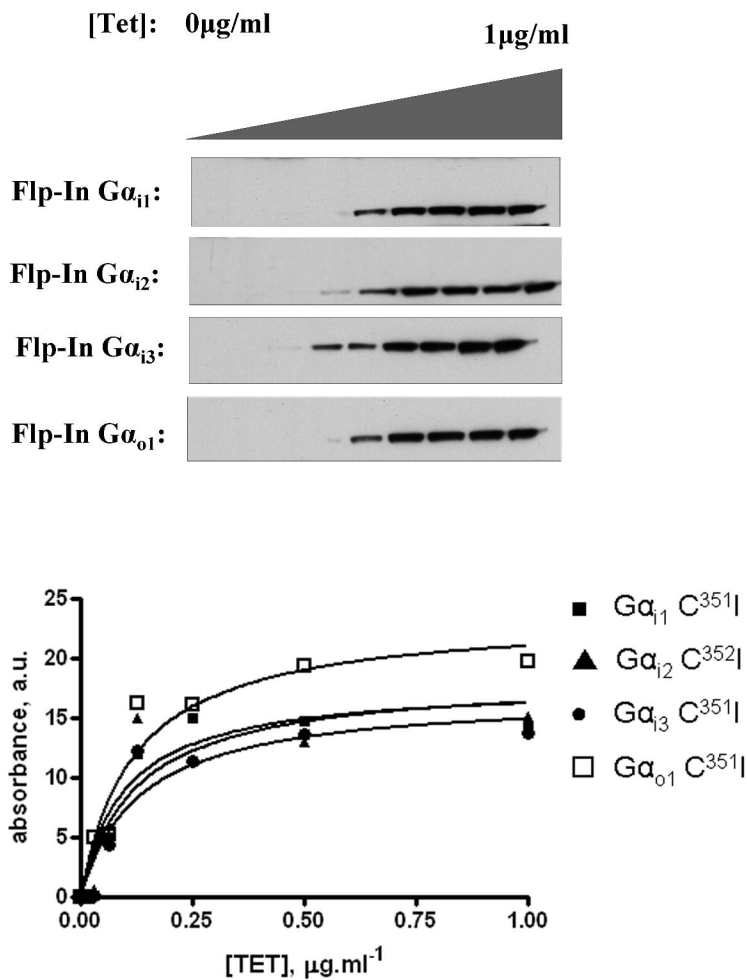 [Tet]: 0μg/ml 1μg/ml
Flp-In Gαi1:
Flp-In Gαi2:
Flp-In Gαi3:
Flp-In Gαo1:
25
20
15
10
5
0
absorbance, a.u.
0.00 0.25 0.50 0.75 1.00
[TET], μg.ml-1
Gαi1 C351I
Gαi2 C352I
Gαi3 C351I
Gαo1 C351I